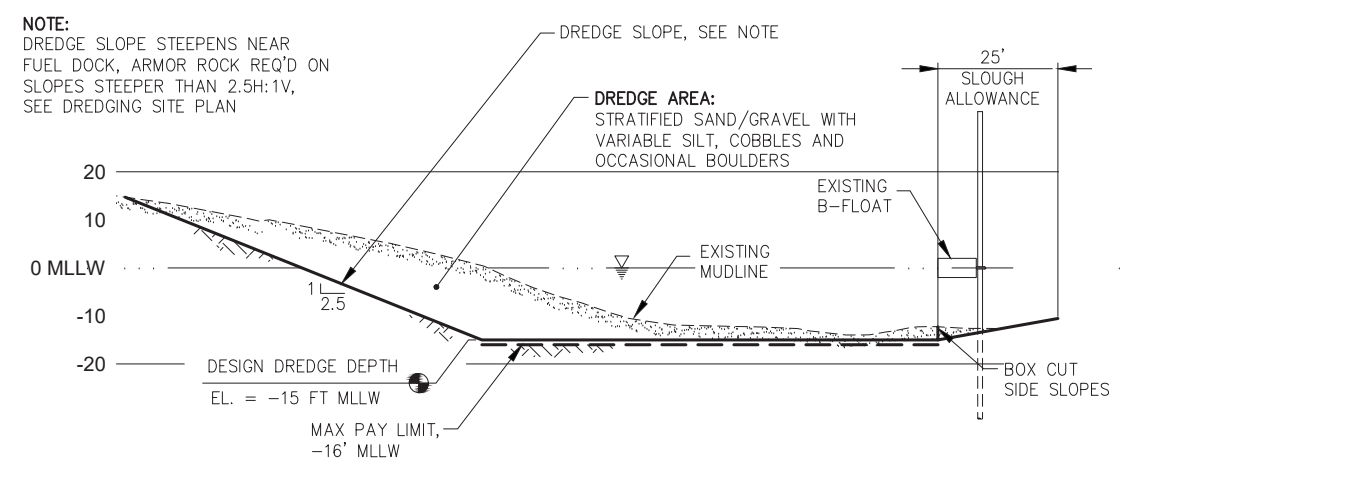 NOTE:
DREDGE SLOPE STEEPENS NEAR
FUEL DOCK, ARMOR ROCK REQ'D ON
SLOPES STEEPER THAN 2.5H:1V,
SEE DREDGING SITE PLAN
DREDGE SLOPE, SEE NOTE
25'
SLOUGH
ALLOWANCE
DREDGE AREA:
STRATIFIED SAND/GRAVEL WITH
VARIABLE SILT, COBBLES AND
OCCASIONAL BOULDERS
20
10
0 MLLW
-10
-20
EXISTING
B-FLOAT
EXISTING
MUDLINE
1
2.5
DESIGN DREDGE DEPTH
EL. = -15 FT MLLW
MAX PAY LIMIT,
-16' MLLW
BOX CUT
SIDE SLOPES